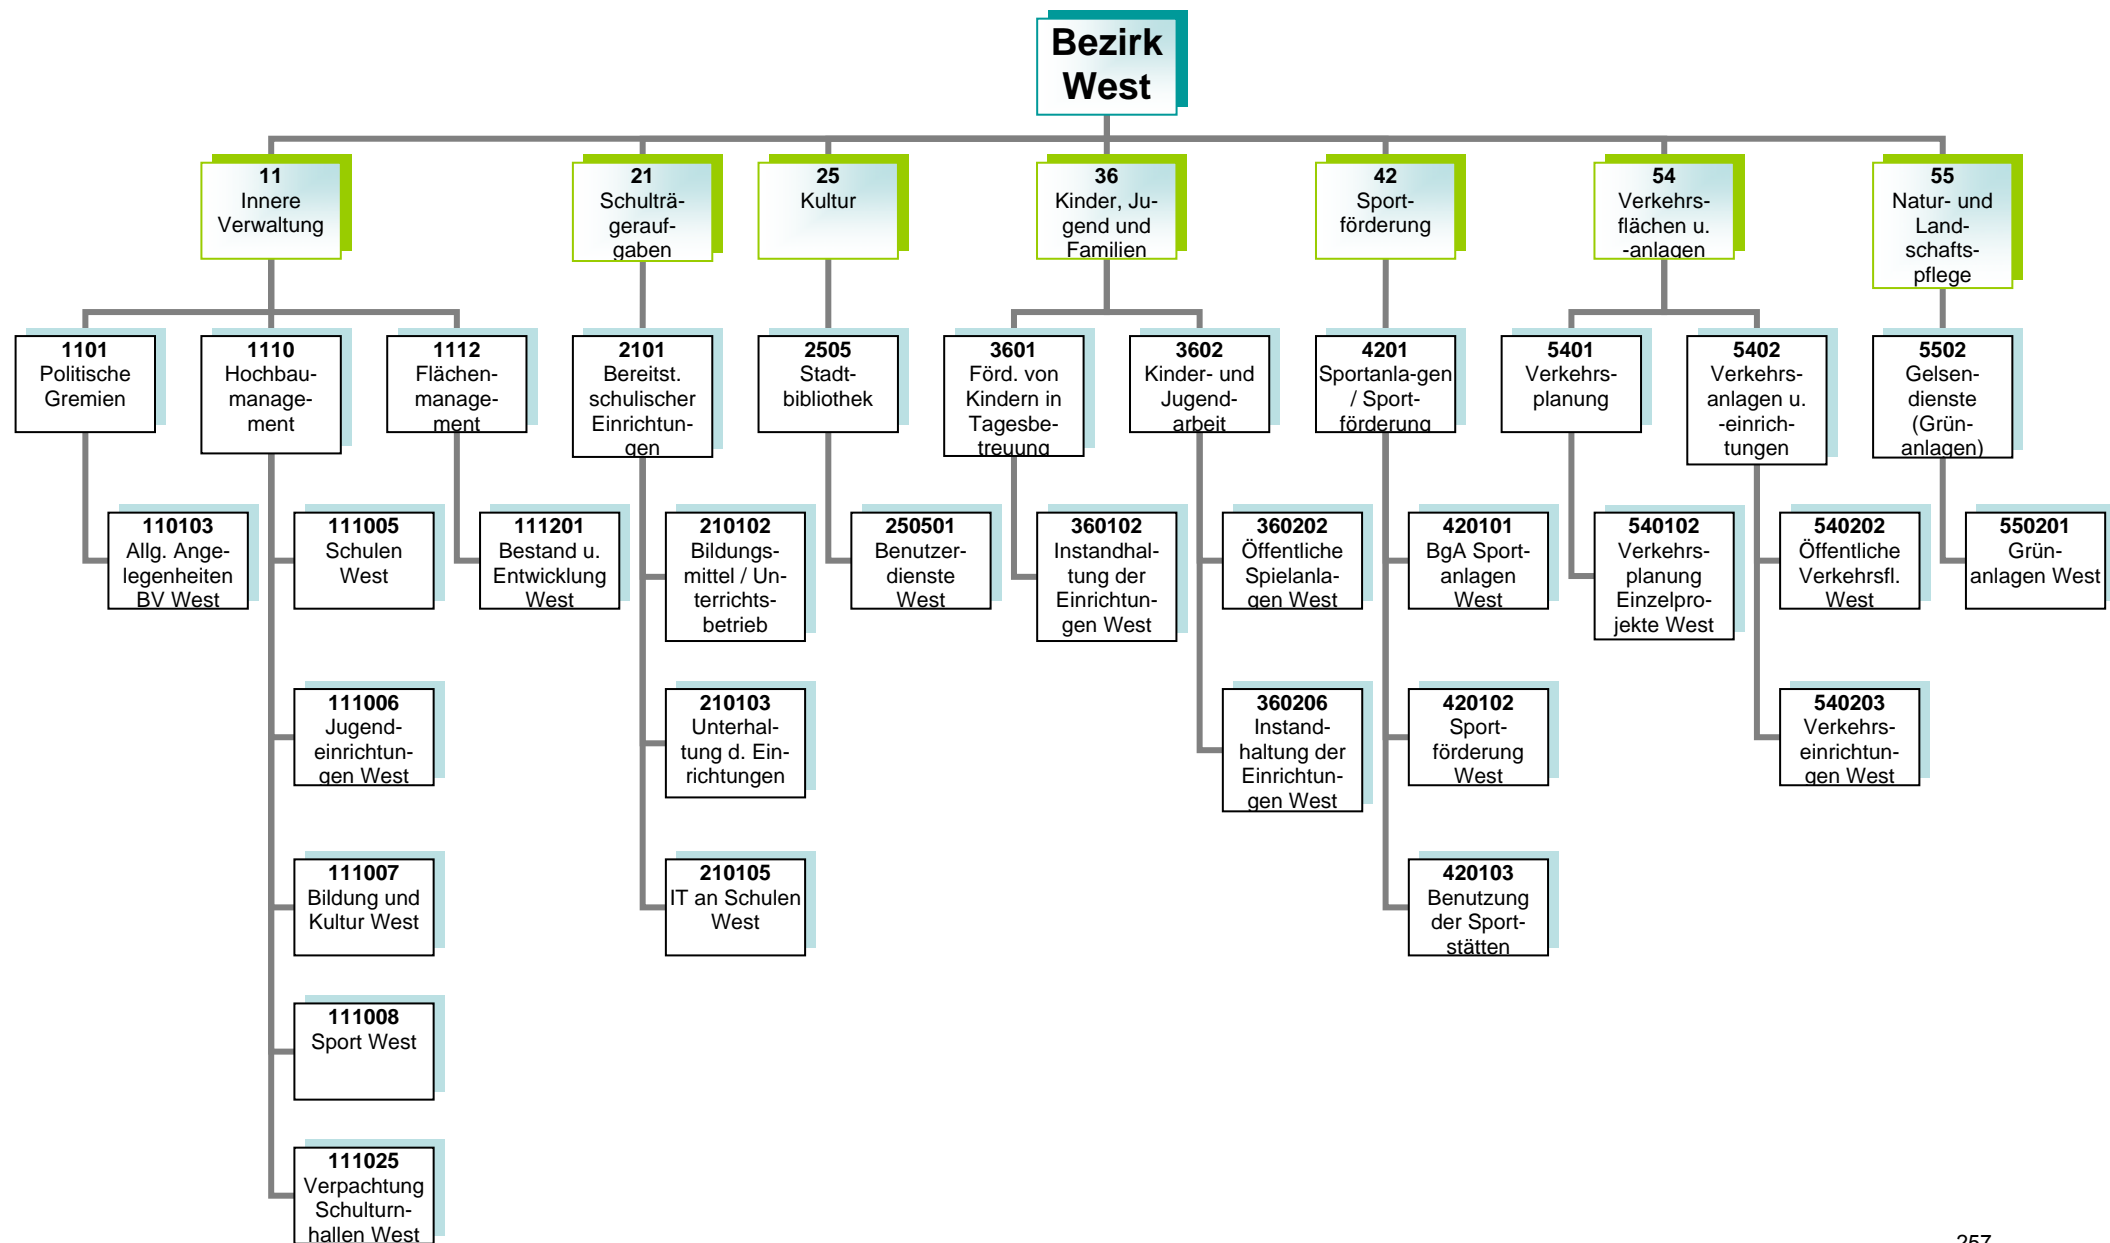 Bezirk
West
11
Innere
Verwaltung
21
Schulträ-
gerauf-
gaben
25
Kultur
36
Kinder, Ju-
gend und
Familien
42
Sport-
förderung
54
Verkehrs-
flächen u.
-anlagen
55
Natur- und
Land-
schafts-
pflege
1101
Politische
Gremien
1110
Hochbau-
manage-
ment
1112
Flächen-
manage-
ment
2101
Bereitst.
schulischer
Einrichtun-
gen
2505
Stadt-
bibliothek
3601
Förd. von
Kindern in
Tagesbe-
treuung
3602
Kinder- und
Jugend-
arbeit
4201
Sportanla-gen
/ Sport-
förderung
5401
Verkehrs-
planung
5402
Verkehrs-
anlagen u.
-einrich-
tungen
5502
Gelsen-
dienste
(Grün-
anlagen)
110103
Allg. Ange-
legenheiten
BV West
111005
Schulen
West
111201
Bestand u.
Entwicklung
West
210102
Bildungs-
mittel / Un-
terrichts-
betrieb
250501
Benutzer-
dienste
West
360102
Instandhal-
tung der
Einrichtun-
gen West
360202
Öffentliche
Spielanla-
gen West
420101
BgA Sport-
anlagen
West
540102
Verkehrs-
planung
Einzelpro-
jekte West
540202
Öffentliche
Verkehrsfl.
West
550201
Grün-
anlagen West
111006
Jugend-
einrichtun-
gen West
210103
Unterhal-
tung d. Ein-
richtungen
360206
Instand-
haltung der
Einrichtun-
gen West
420102
Sport-
förderung
West
540203
Verkehrs-
einrichtun-
gen West
111007
Bildung und
Kultur West
210105
IT an Schulen
West
420103
Benutzung
der Sport-
stätten
111008
Sport West
111025
Verpachtung
Schulturn-
hallen West
257